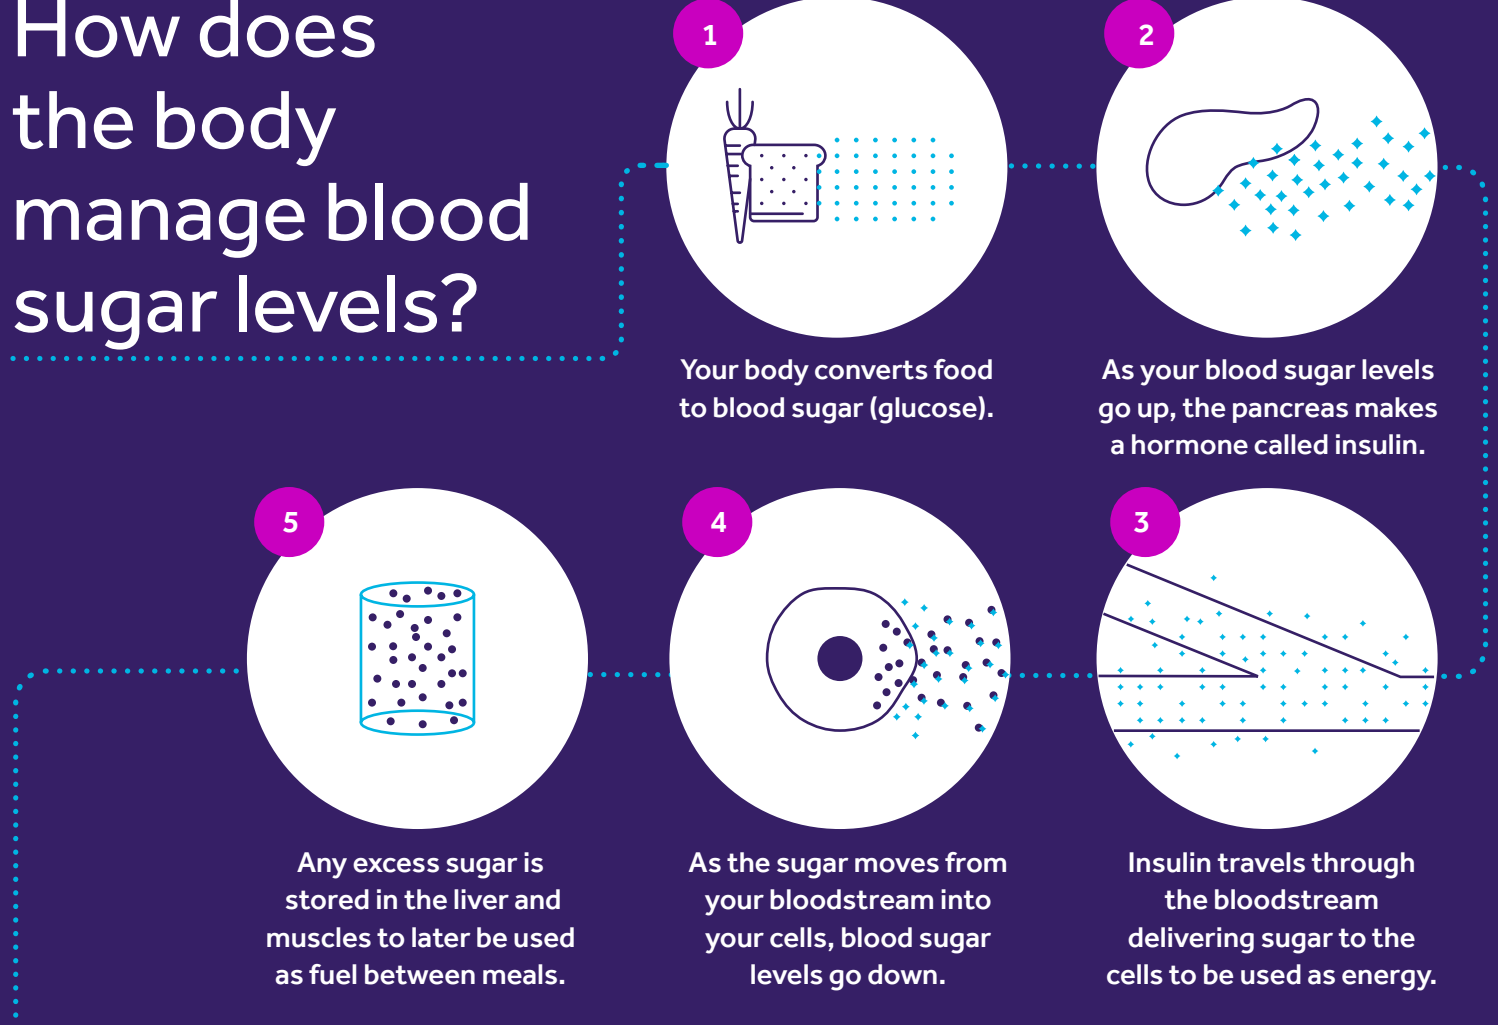 How does
the body
manage blood
sugar levels?
1
Your body converts food
to blood sugar (glucose).
2
As your blood sugar levels
go up, the pancreas makes
a hormone called insulin.
3
Insulin travels through
the bloodstream
delivering sugar to the
cells to be used as energy.
4
As the sugar moves from
your bloodstream into
your cells, blood sugar
levels go down.
5
Any excess sugar is
stored in the liver and
muscles to later be used
as fuel between meals.